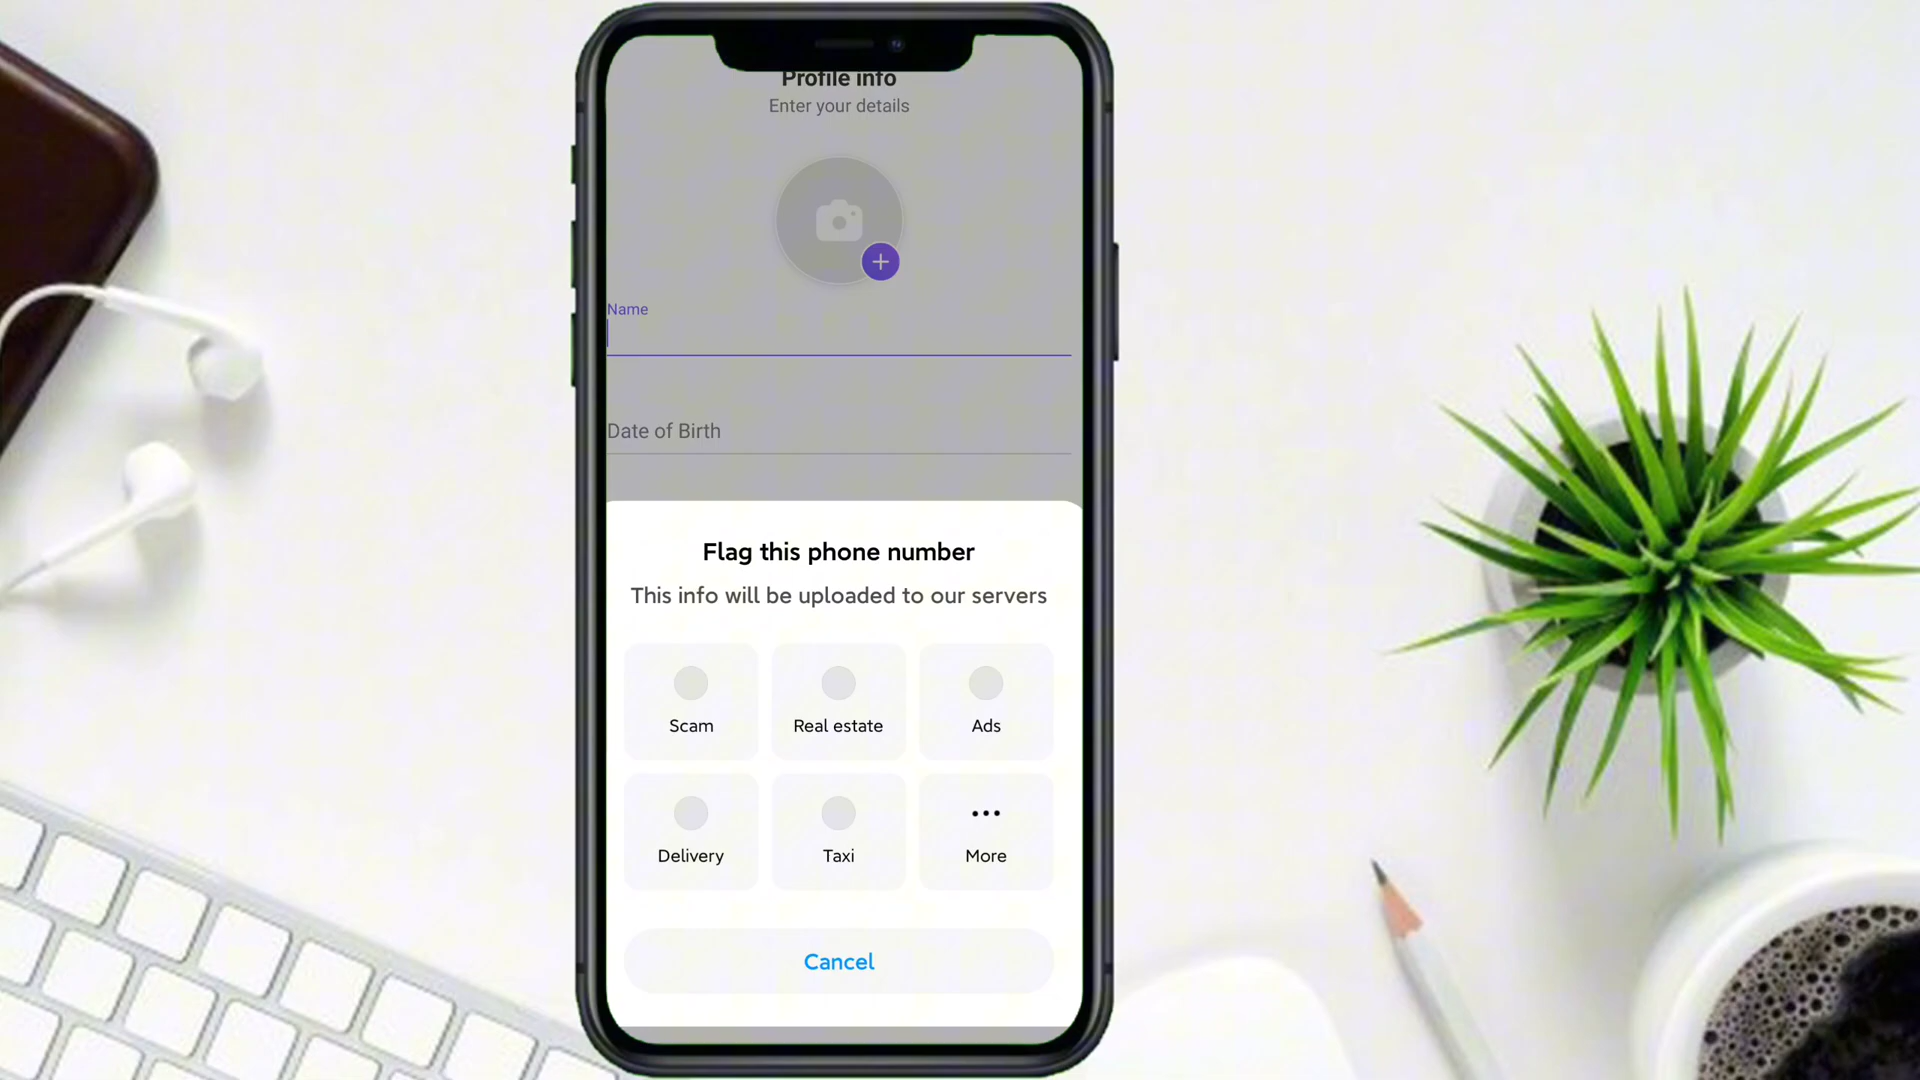 Profile info
Enter your details
Name
Date of Birth
Flag this phone number
This info will be uploaded to our servers
Scam
Real estate
Ads
Delivery
Taxi
More
Cancel